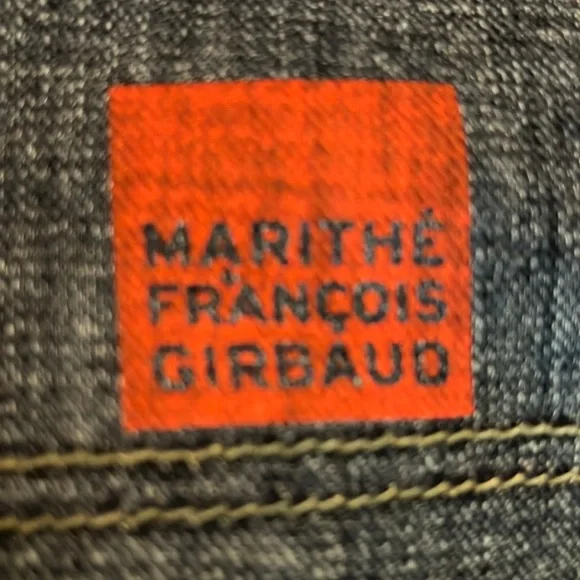 MARITHÉ
+
FRANÇOIS
GIRBAUD